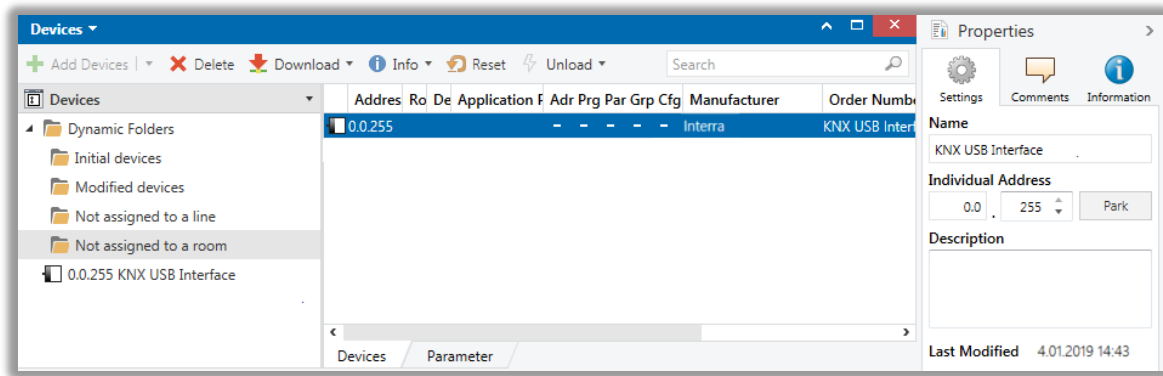 Devices
Add Devices Delete Download Info Reset Unload Search
Devices
Dynamic Folders
Initial devices
Modified devices
Not assigned to a line
Not assigned to a room
0.0.255 KNX USB Interface
Addres Ro De Application F Adr Prg Par Grp Cfg Manufacturer Order Numbe
0.0.255 – – – – – Interra KNX USB Interf
Devices Parameter
Properties
Settings Comments Information
Name
KNX USB Interface
Individual Address
0.0 . 255 Park
Description
Last Modified 4.01.2019 14:43